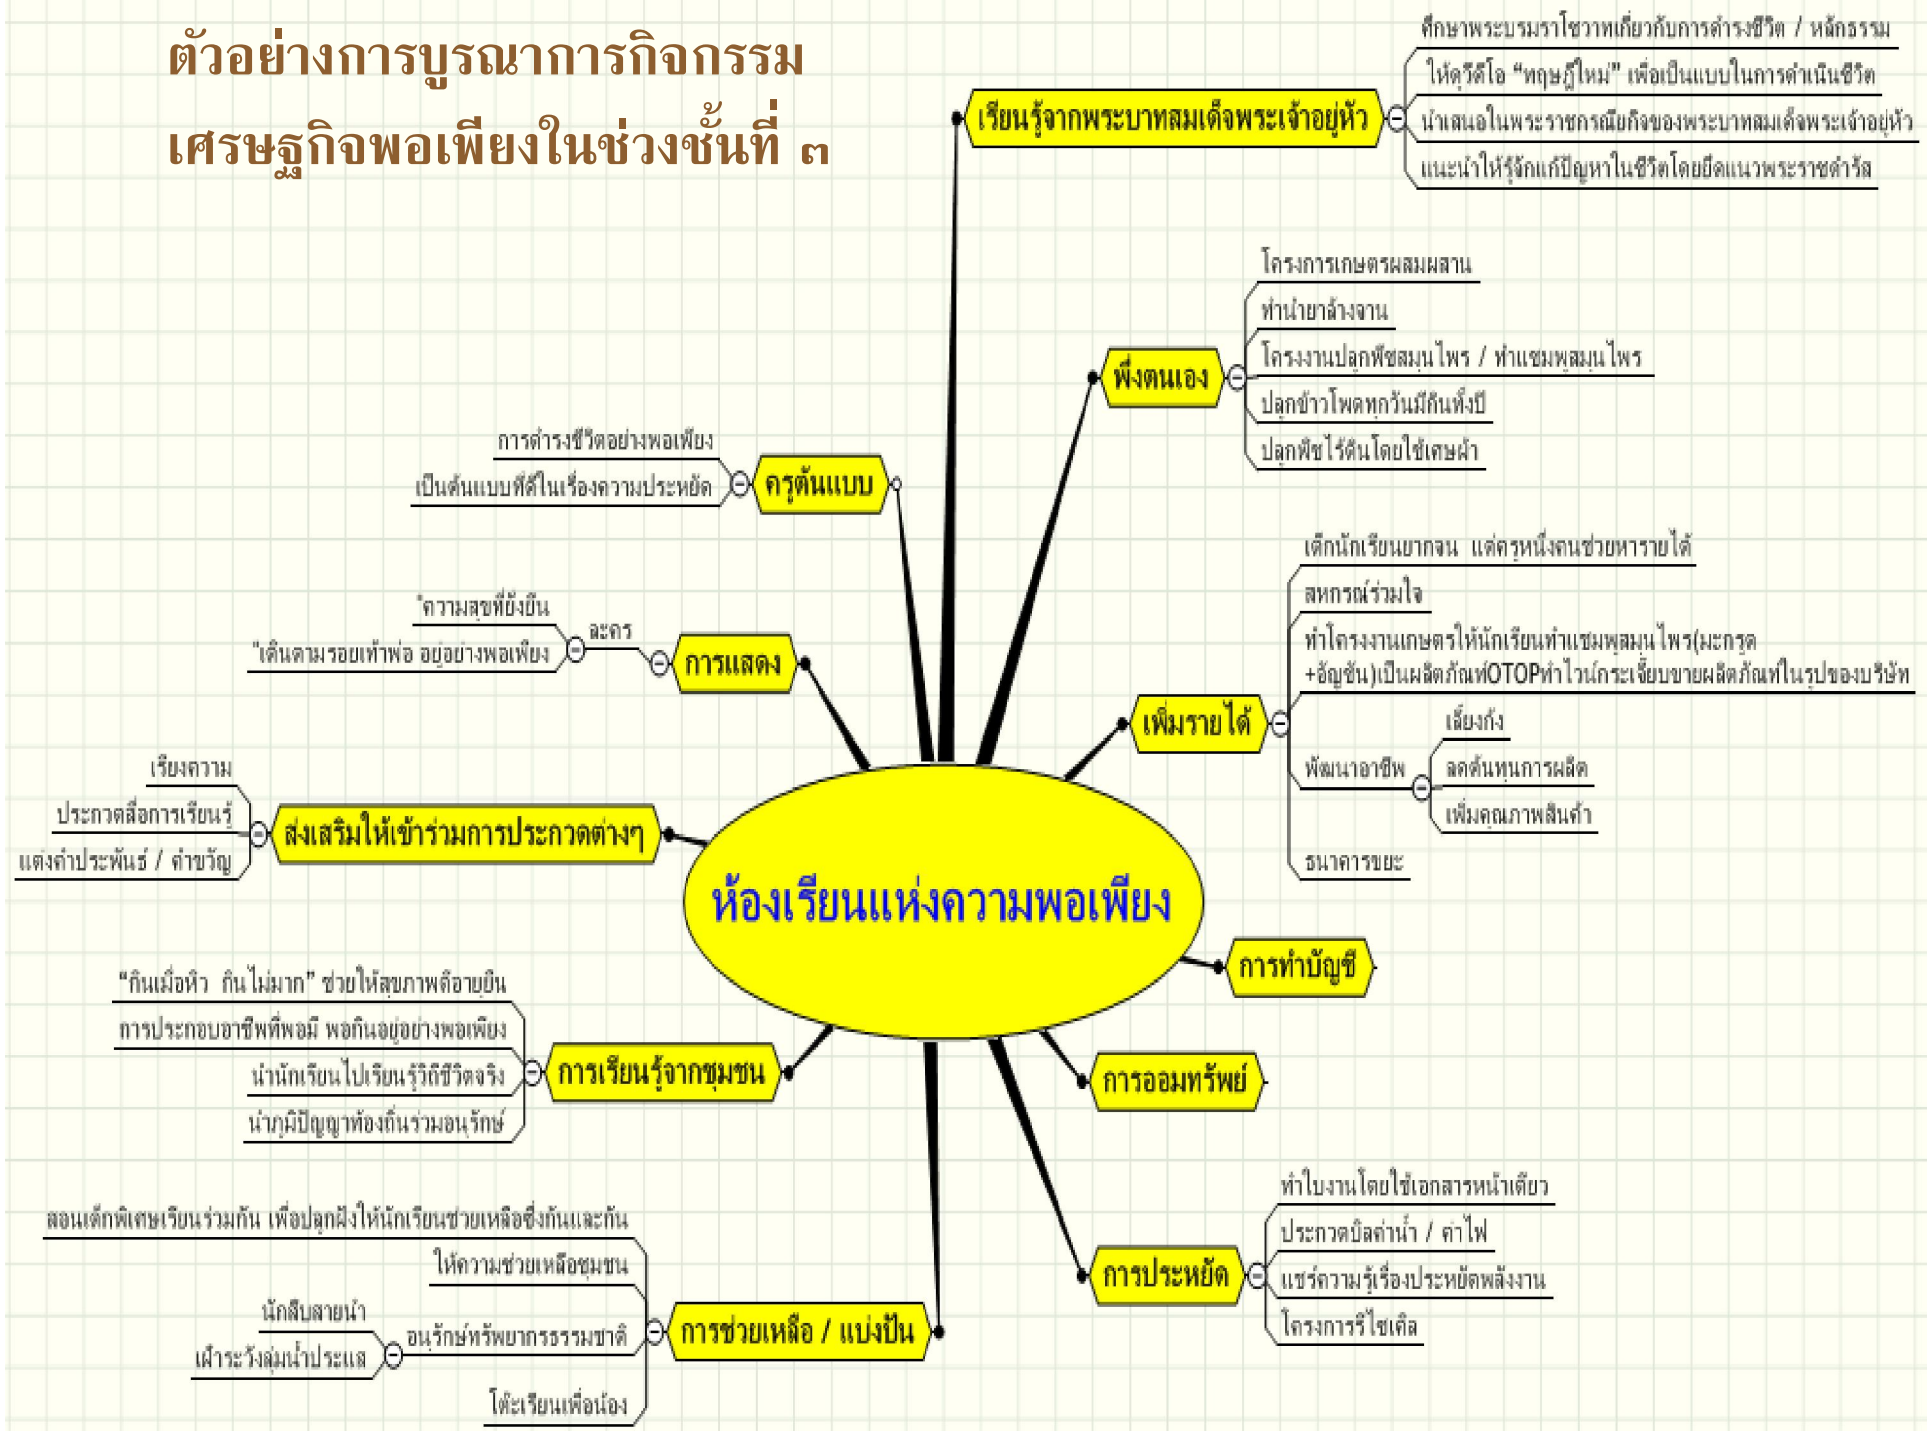 ตัวอย่างการบูรณาการกิจกรรม
เศรษฐกิจพอเพียงในช่วงชั้นที่ ๓
ห้องเรียนแห่งความพอเพียง
เรียนรู้จากพระบาทสมเด็จพระเจ้าอยู่หัว
ศึกษาพระบรมราโชวาทเกี่ยวกับการดำรงชีวิต / หลักธรรม
ให้ดูวีดีโอ “ทฤษฎีใหม่” เพื่อเป็นแบบในการดำเนินชีวิต
นำเสนอในพระราชกรณียกิจของพระบาทสมเด็จพระเจ้าอยู่หัว
แนะนำให้รู้จักแก้ปัญหาในชีวิตโดยยึดแนวพระราชดำรัส
พึ่งตนเอง
โครงการเกษตรผสมผสาน
ทำน้ำยาล้างจาน
โครงงานปลูกพืชสมุนไพร / ทำแชมพูสมุนไพร
ปลูกข้าวโพดทุกวันมีกินทั้งปี
ปลูกพืชไร้ดินโดยใช้เศษผ้า
เพิ่มรายได้
เด็กนักเรียนยากจน แต่ครูหนึ่งคนช่วยหารายได้
สหกรณ์ร่วมใจ
ทำโครงงานเกษตรให้นักเรียนทำแชมพูสมุนไพร(มะกรูด
+อัญชัน)เป็นผลิตภัณฑ์OTOPทำไวน์กระเจี๊ยบขายผลิตภัณฑ์ในรูปของบริษัท
พัฒนาอาชีพ
เลี้ยงกุ้ง
ลดต้นทุนการผลิต
เพิ่มคุณภาพสินค้า
ธนาคารขยะ
การทำบัญชี
การออมทรัพย์
การประหยัด
ทำใบงานโดยใช้เอกสารหน้าเดียว
ประกวดบิลค่าน้ำ / ค่าไฟ
แชร์ความรู้เรื่องประหยัดพลังงาน
โครงการรีไซเคิล
ครูต้นแบบ
การดำรงชีวิตอย่างพอเพียง
เป็นต้นแบบที่ดีในเรื่องความประหยัด
การแสดง
ละคร
"ความสุขที่ยั่งยืน
"เดินตามรอยเท้าพ่อ อยู่อย่างพอเพียง
ส่งเสริมให้เข้าร่วมการประกวดต่างๆ
เรียงความ
ประกวดสื่อการเรียนรู้
แต่งคำประพันธ์ / คำขวัญ
การเรียนรู้จากชุมชน
“กินเมื่อหิว กินไม่มาก” ช่วยให้สุขภาพดีอายุยืน
การประกอบอาชีพที่พอมี พอกินอยู่อย่างพอเพียง
นำนักเรียนไปเรียนรู้วิถีชีวิตจริง
นำภูมิปัญญาท้องถิ่นร่วมอนุรักษ์
การช่วยเหลือ / แบ่งปัน
สอนเด็กพิเศษเรียนร่วมกัน เพื่อปลูกฝังให้นักเรียนช่วยเหลือซึ่งกันและกัน
ให้ความช่วยเหลือชุมชน
อนุรักษ์ทรัพยากรธรรมชาติ
นักสืบสายน้ำ
เฝ้าระวังลุ่มน้ำประแส
โต๊ะเรียนเพื่อน้อง